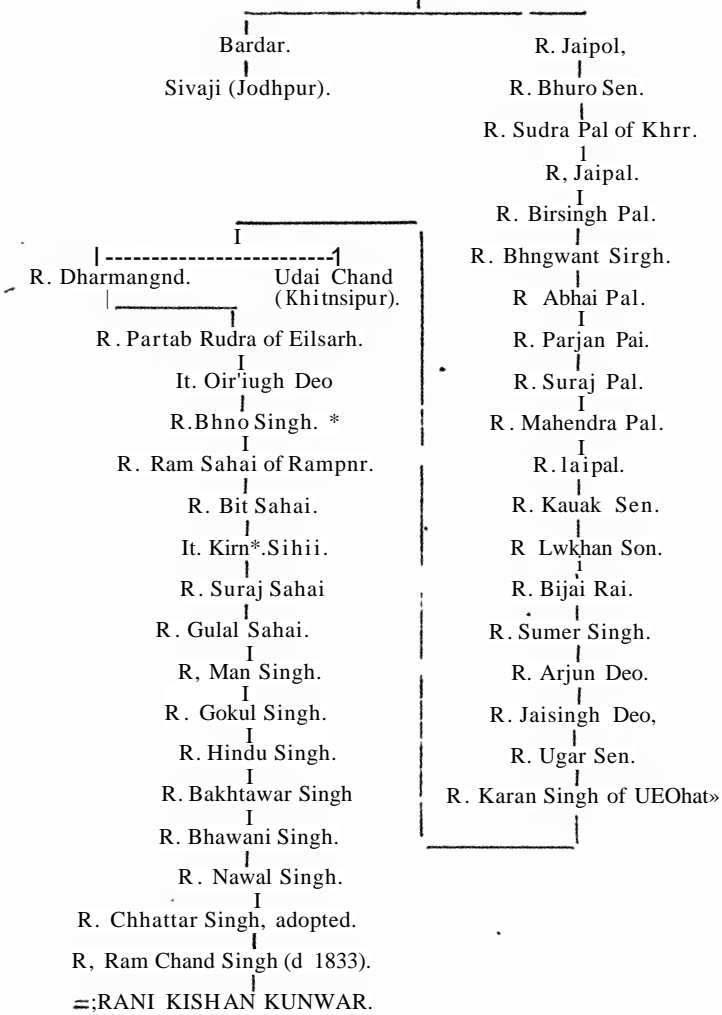 Bardar.
Sivaji (Jodhpur).
R. Jaipol,
R. Bhuro Sen.
R. Sudra Pal of Khrr.
1
R, Jaipal.
I
R. Birsingh Pal.
R. Bhngwant Sirgh.
R Abhai Pal.
I
R. Parjan Pai.
R. Suraj Pal.
I
R. Mahendra Pal.
I
R. laipal.
R. Kauak Sen.
R Lwkhan Son.
i
R. Bijai Rai.
R. Sumer Singh.
R. Arjun Deo.
R. Jaisingh Deo,
R. Ugar Sen.
R. Karan Singh of UEOhat»
I
R. Dharmangnd.
Udai Chand
(Khitnsipur).
R. Partab Rudra of Eilsarh.
I
It. Oir'iugh Deo
R.Bhno Singh. *
I
R. Ram Sahai of Rampnr.
R. Bit Sahai.
It. Kirn*.Sihii.
R. Suraj Sahai
R. Gulal Sahai.
I
R, Man Singh.
I
R. Gokul Singh.
I
R. Hindu Singh.
I
R. Bakhtawar Singh
I
R. Bhawani Singh.
R. Nawal Singh.
I
R. Chhattar Singh, adopted.
R, Ram Chand Singh (d 1833).
=;RANI KISHAN KUNWAR.